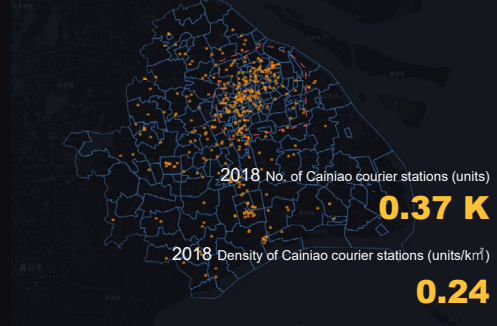 2018 No. of Cainiao courier stations (units)
0.37 K
2018 Density of Cainiao courier stations (units/k㎡)
0.24